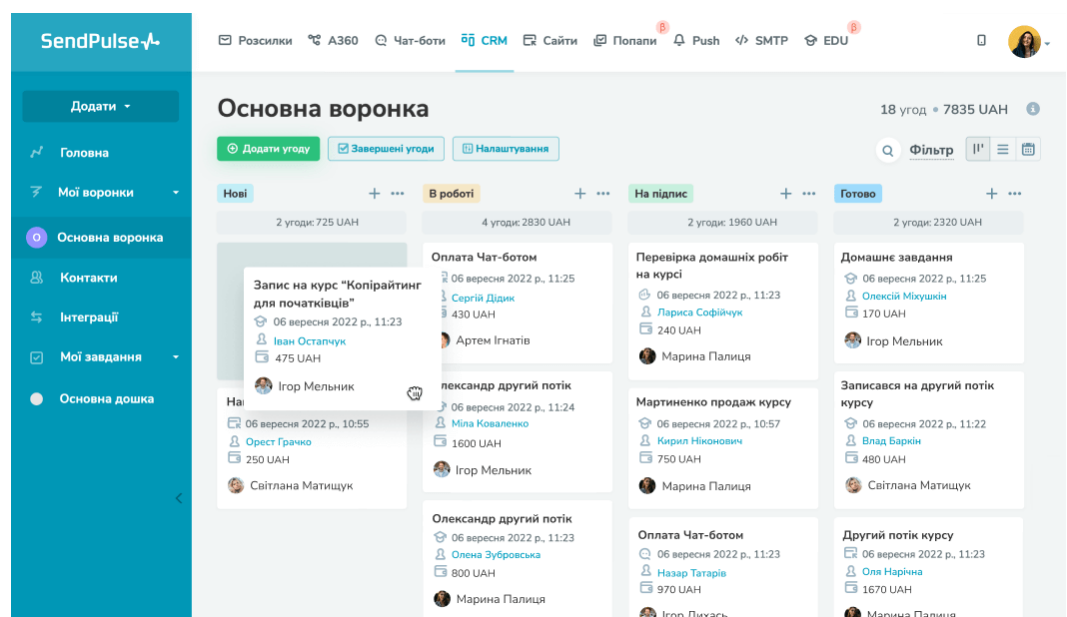 SendPulse
Розсилки
A360
Чат-боти
CRM
Сайти
Попапи
β
Push
SMTP
EDU
β
Додати
Головна
Мої воронки
О
Основна воронка
Контакти
Інтеграції
Мої завдання
Основна дошка
Основна воронка
18 угод • 7835 UAH
Додати угоду
Завершені угоди
Налаштування
Фільтр
Нові
2 угоди: 725 UAH
Запис на курс “Копірайтинг
для початківців”
06 вересня 2022 р., 11:23
Іван Остапчук
475 UAH
Ігор Мельник
06 вересня 2022 р., 10:55
Орест Грачко
250 UAH
Світлана Матищук
В роботі
4 угоди: 2830 UAH
Оплата Чат-ботом
06 вересня 2022 р., 11:25
Сергій Дідик
430 UAH
Артем Ігнатів
лександр другий потік
06 вересня 2022 р., 11:24
Міла Коваленко
1600 UAH
Ігор Мельник
Олександр другий потік
06 вересня 2022 р., 11:23
Олена Зубровська
800 UAH
Марина Палиця
На підпис
2 угоди: 1960 UAH
Перевірка домашніх робіт
на курсі
06 вересня 2022 р., 11:23
Лариса Софійчук
240 UAH
Марина Палиця
Мартиненко продаж курсу
06 вересня 2022 р., 10:57
Кирил Ніконович
750 UAH
Марина Палиця
Оплата Чат-ботом
06 вересня 2022 р., 11:23
Назар Татарів
970 UAH
Ігор Лихась
Готово
2 угоди: 2320 UAH
Домашнє завдання
06 вересня 2022 р., 11:25
Олексій Міхушкін
170 UAH
Ігор Мельник
Записався на другий потік
курсу
06 вересня 2022 р., 11:22
Влад Баркін
480 UAH
Світлана Матищук
Другий потік курсу
06 вересня 2022 р., 11:23
Оля Нарічна
1670 UAH
Марина Палиця